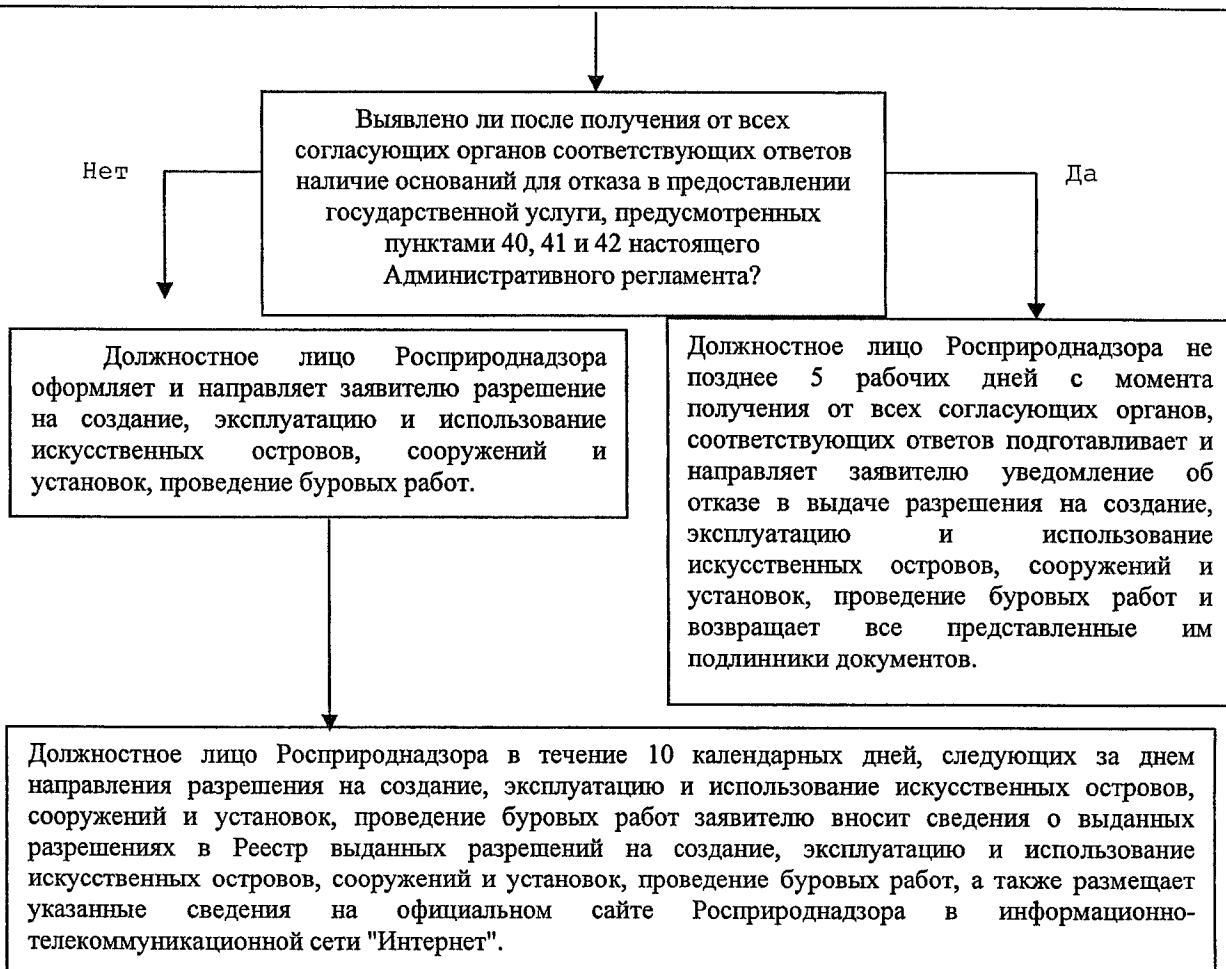 Выявлено ли после получения от всех
согласующих органов соответствующих ответов
наличие оснований для отказа в предоставлении
государственной услуги, предусмотренных
пунктами 40, 41 и 42 настоящего
Административного регламента?
Нет
Да
Должностное лицо Росприроднадзора
оформляет и направляет заявителю разрешение
на создание, эксплуатацию и использование
искусственных островов, сооружений и
установок, проведение буровых работ.
Должностное лицо Росприроднадзора не
позднее 5 рабочих дней с момента
получения от всех согласующих органов,
соответствующих ответов подготавливает и
направляет заявителю уведомление об
отказе в выдаче разрешения на создание,
эксплуатацию и использование
искусственных островов, сооружений и
установок, проведение буровых работ и
возвращает все представленные им
подлинники документов.
Должностное лицо Росприроднадзора в течение 10 календарных дней, следующих за днем
направления разрешения на создание, эксплуатацию и использование искусственных островов,
сооружений и установок, проведение буровых работ заявителю вносит сведения о выданных
разрешениях в Реестр выданных разрешений на создание, эксплуатацию и использование
искусственных островов, сооружений и установок, проведение буровых работ, а также размещает
указанные сведения на официальном сайте Росприроднадзора в информационно-
телекоммуникационной сети "Интернет".